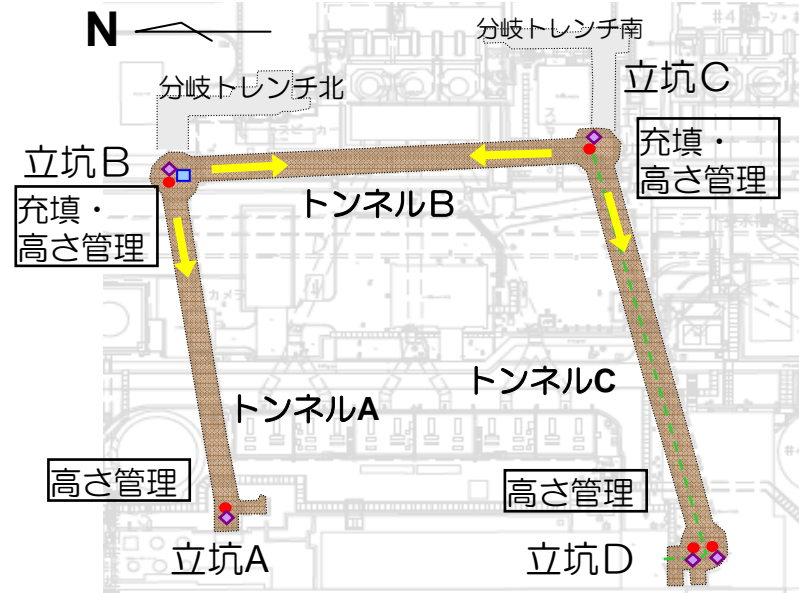 N
分岐トレンチ南
分岐トレンチ北
立坑C
立坑B
充填・
高さ管理
充填・
高さ管理
トンネルB
カメラ
トンネルC
トンネルA
高さ管理
高さ管理
立坑A
立坑D